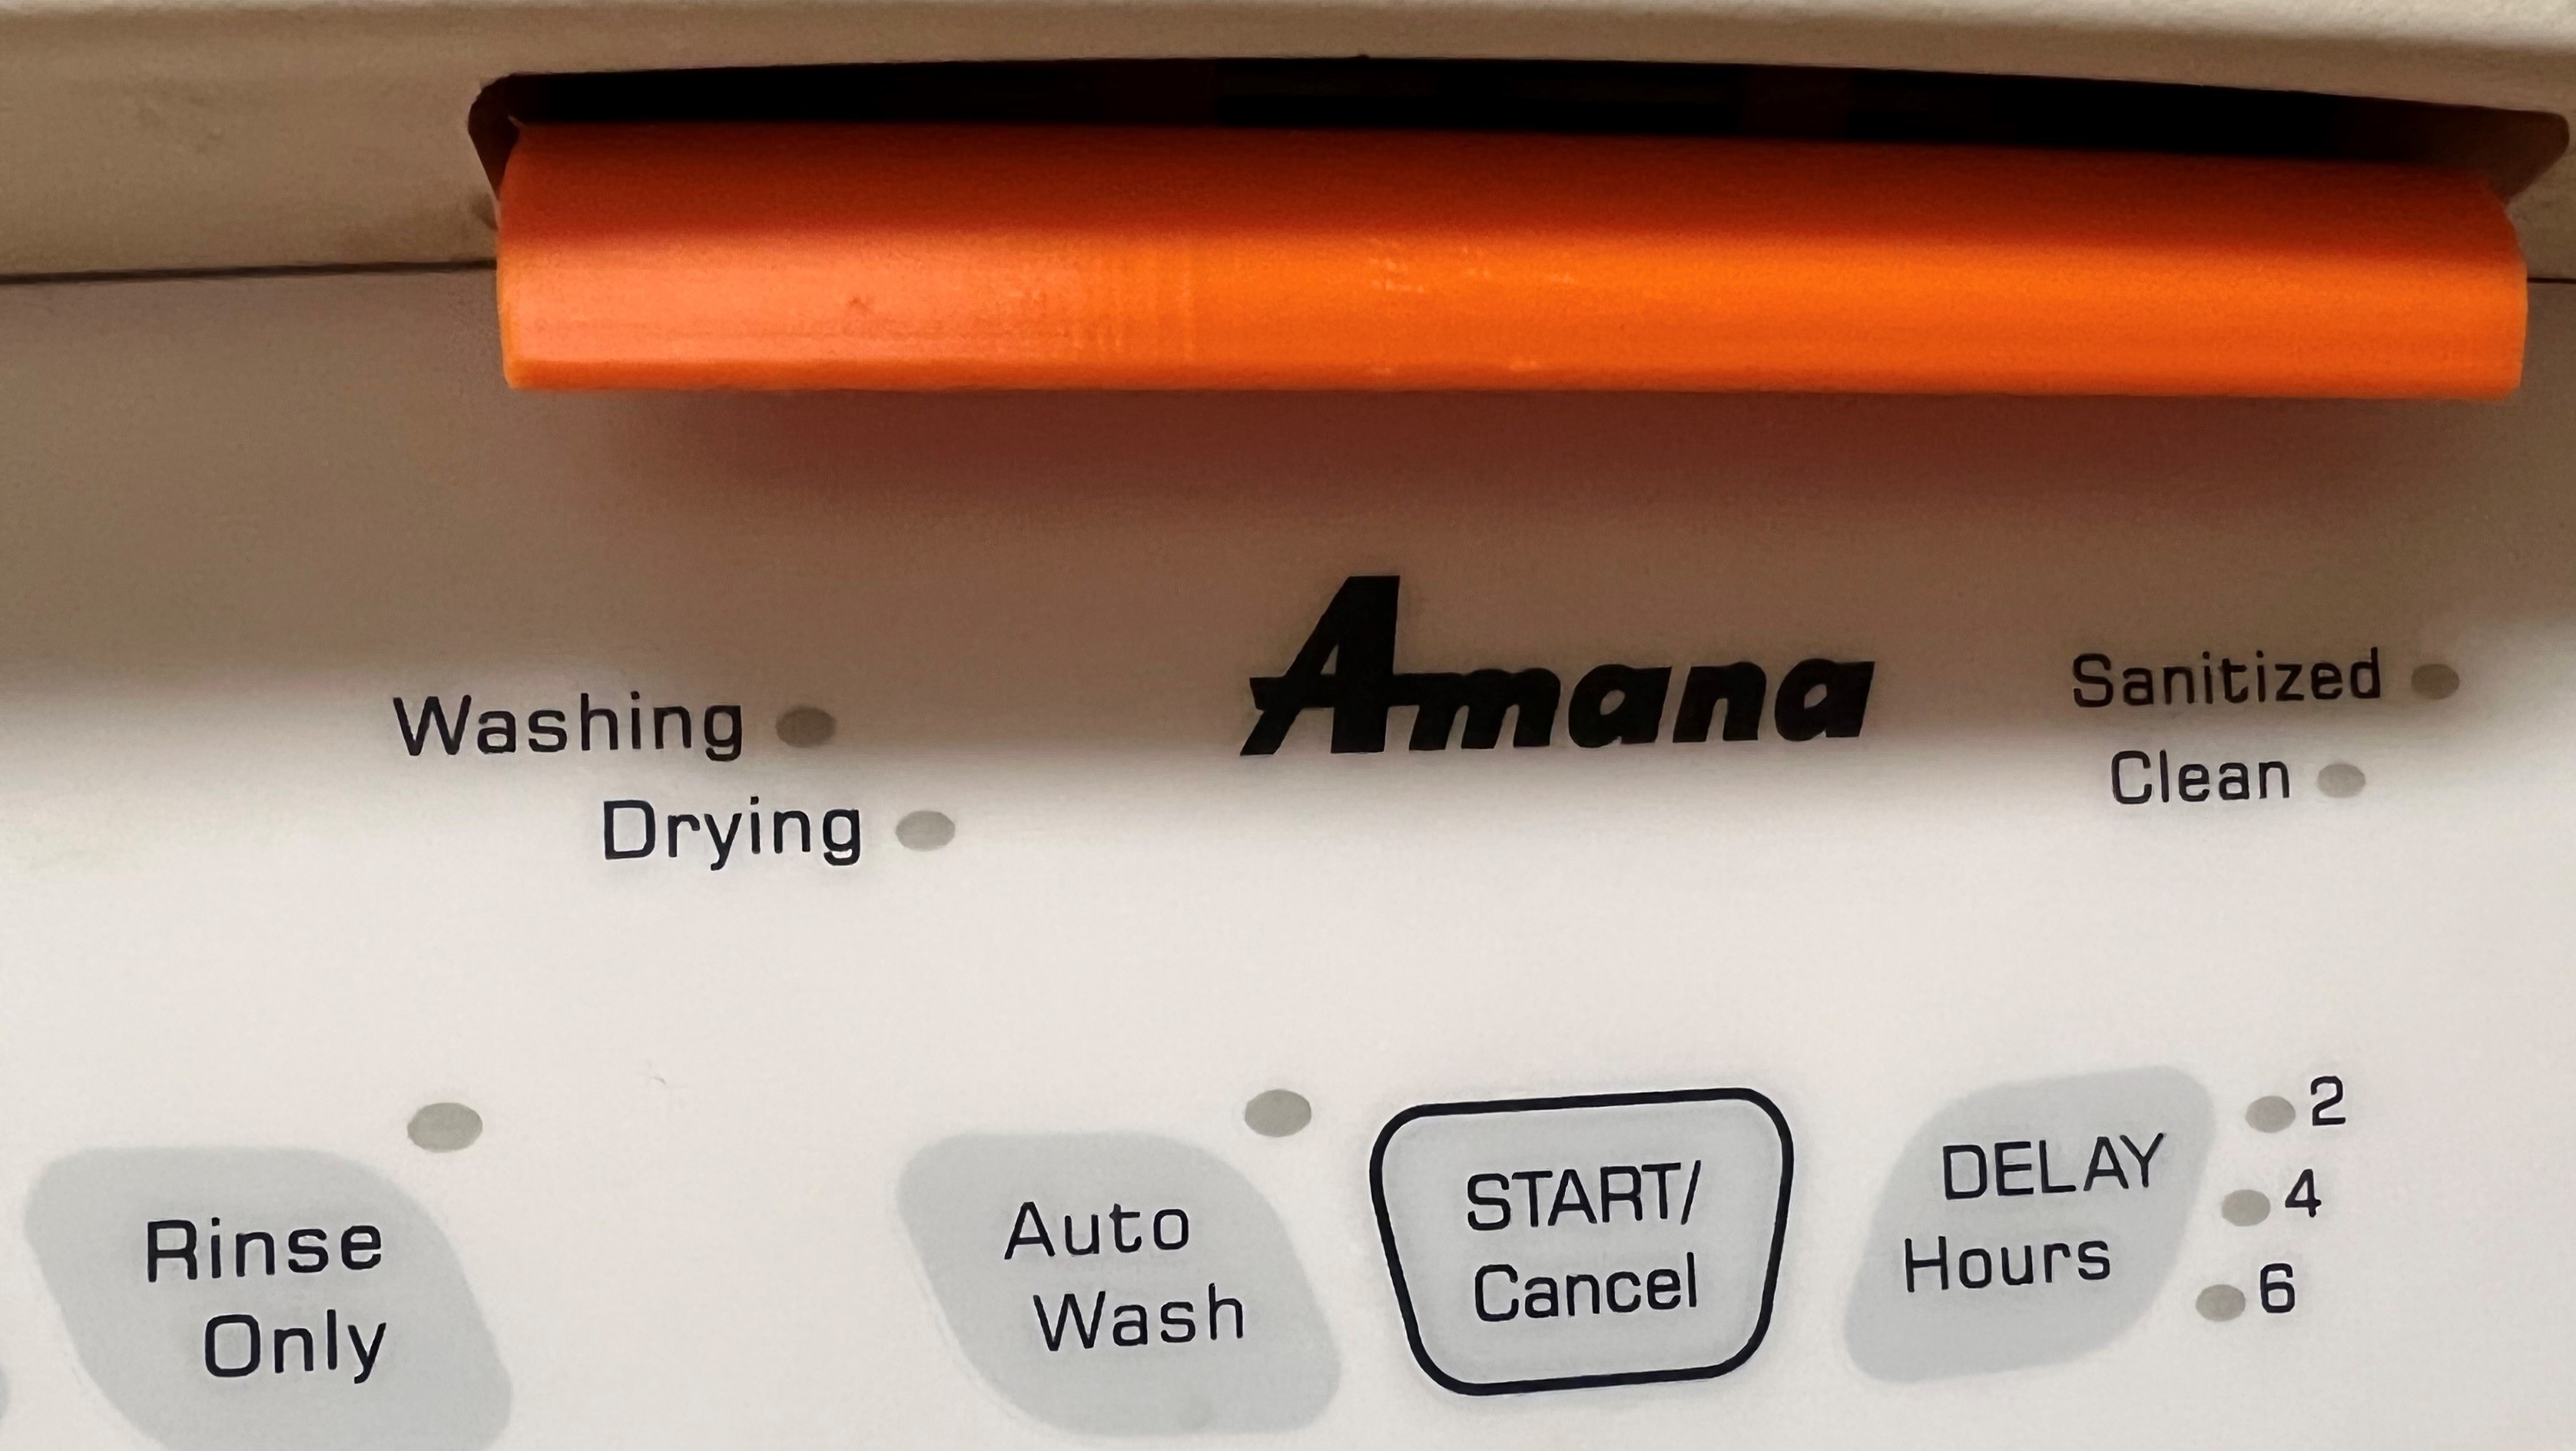 Amana
Washing
Drying
Sanitized
Clean
Rinse
Only
Auto
Wash
START/
Cancel
DELAY
Hours
2
4
6